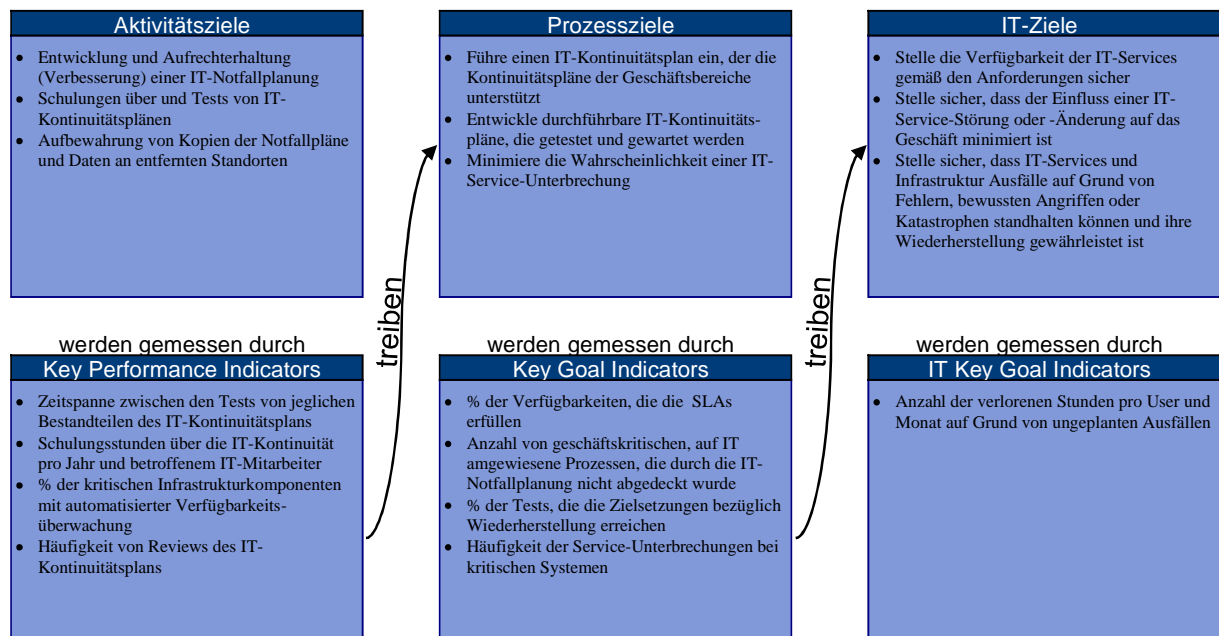 Aktivitätsziele
• Entwicklung und Aufrechterhaltung
(Verbesserung) einer IT-Notfallplanung
• Schulungen über und Tests von IT-
Kontinuitätsplänen
• Aufbewahrung von Kopien der Notfallpläne
und Daten an entfernten Standorten
werden gemessen durch
Key Performance Indicators
• Zeitspanne zwischen den Tests von jeglichen
Bestandteilen des IT-Kontinuitätsplans
• Schulungsstunden über die IT-Kontinuität
pro Jahr und betroffenem IT-Mitarbeiter
• % der kritischen Infrastrukturkomponenten
mit automatisierter Verfügbarkeits-
überwachung
• Häufigkeit von Reviews des IT-
Kontinuitätsplans
treiben
Prozessziele
• Führe einen IT-Kontinuitätsplan ein, der die
Kontinuitätspläne der Geschäftsbereiche
unterstützt
• Entwickle durchführbare IT-Kontinuitäts-
pläne, die getestet und gewartet werden
• Minimiere die Wahrscheinlichkeit einer IT-
Service-Unterbrechung
werden gemessen durch
Key Goal Indicators
• % der Verfügbarkeiten, die die SLAs
erfüllen
• Anzahl von geschäftskritischen, auf IT
amgewiesene Prozessen, die durch die IT-
Notfallplanung nicht abgedeckt wurde
• % der Tests, die die Zielsetzungen bezüglich
Wiederherstellung erreichen
• Häufigkeit der Service-Unterbrechungen bei
kritischen Systemen
treiben
IT-Ziele
• Stelle die Verfügbarkeit der IT-Services
gemäß den Anforderungen sicher
• Stelle sicher, dass der Einfluss einer IT-
Service-Störung oder -Änderung auf das
Geschäft minimiert ist
• Stelle sicher, dass IT-Services und
Infrastruktur Ausfälle auf Grund von
Fehlern, bewussten Angriffen oder
Katastrophen standhalten können und ihre
Wiederherstellung gewährleistet ist
werden gemessen durch
IT Key Goal Indicators
• Anzahl der verlorenen Stunden pro User und
Monat auf Grund von ungeplanten Ausfällen